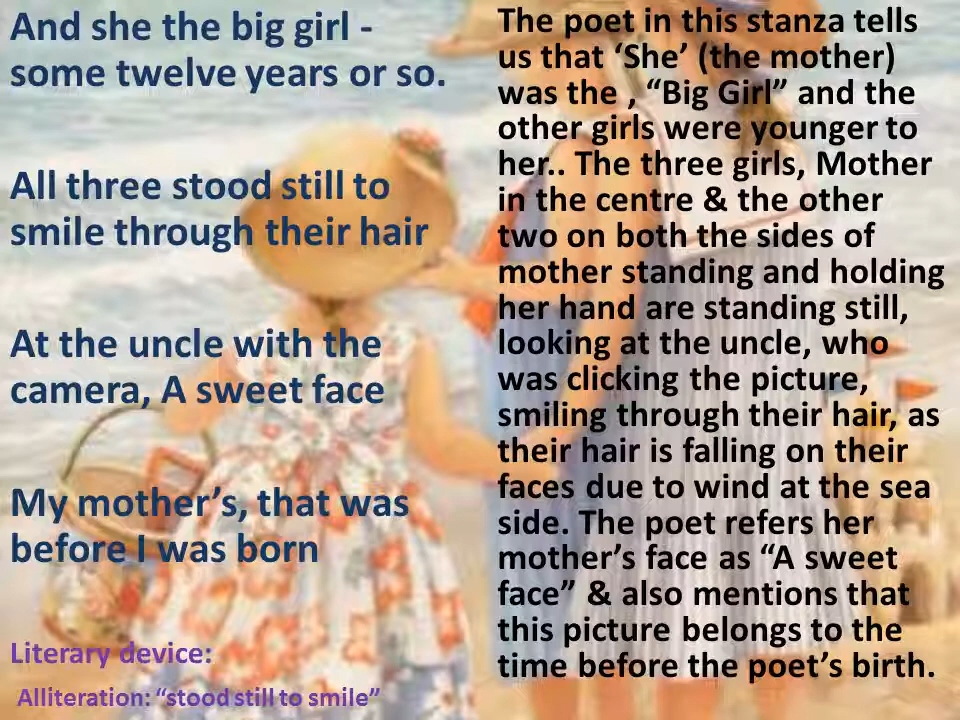 And she the big girl -
some twelve years or so.
All three stood still to
smile through their hair
At the uncle with the
camera, A sweet face
My mother’s, that was
before I was born
Literary device:
Alliteration: “stood still to smile”
The poet in this stanza tells
us that ‘She’ (the mother)
was the , “Big Girl” and the
other girls were younger to
her.. The three girls, Mother
in the centre & the other
two on both the sides of
mother standing and holding
her hand are standing still,
looking at the uncle, who
was clicking the picture,
smiling through their hair, as
their hair is falling on their
faces due to wind at the sea
side. The poet refers her
mother’s face as “A sweet
face” & also mentions that
this picture belongs to the
time before the poet’s birth.